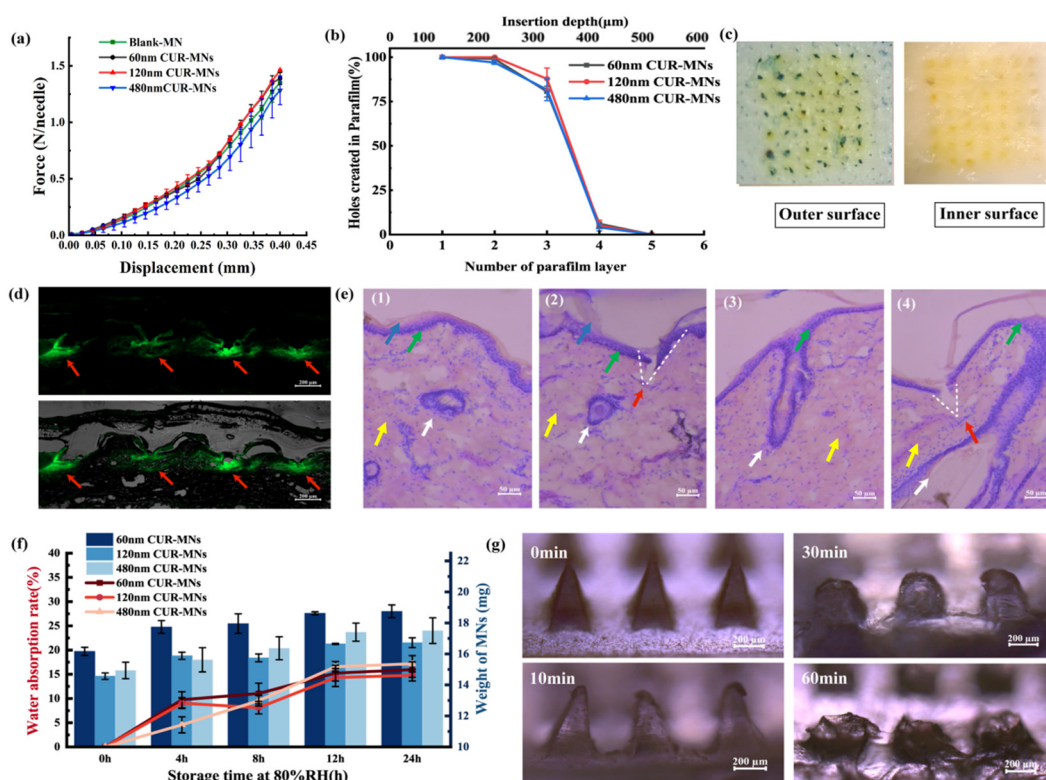 (a)
Blank-MN
60nm CUR-MNs
120nm CUR-MNs
480nmCUR-MNs
1.5
1.0
0.5
0.0
Force (N/needle)
0.00 0.05 0.10 0.15 0.20 0.25 0.30 0.35 0.40 0.45
Displacement (mm)
(b)
Insertion depth(μm)
0 120 240 360 480 600
100
75
50
25
0
Holes created in Parafilm(%)
60nm CUR-MNs
120nm CUR-MNs
480nm CUR-MNs
0 1 2 3 4 5 6
Number of parafilm layer
(c)
Outer surface
Inner surface
(d)
200 μm
200 μm
(e)
(1)
50 μm
(2)
50 μm
(3)
50 μm
(4)
50 μm
(f)
60nm CUR-MNs
120nm CUR-MNs
480nm CUR-MNs
60nm CUR-MNs
120nm CUR-MNs
480nm CUR-MNs
40
35
30
25
20
15
10
5
0
Water absorption rate(%)
22
20
18
16
14
12
10
Weight of MNs (mg)
0h 4h 8h 12h 24h
Storage time at 80%RH(h)
(g)
0min
200 μm
30min
200 μm
10min
200 μm
60min
200 μm